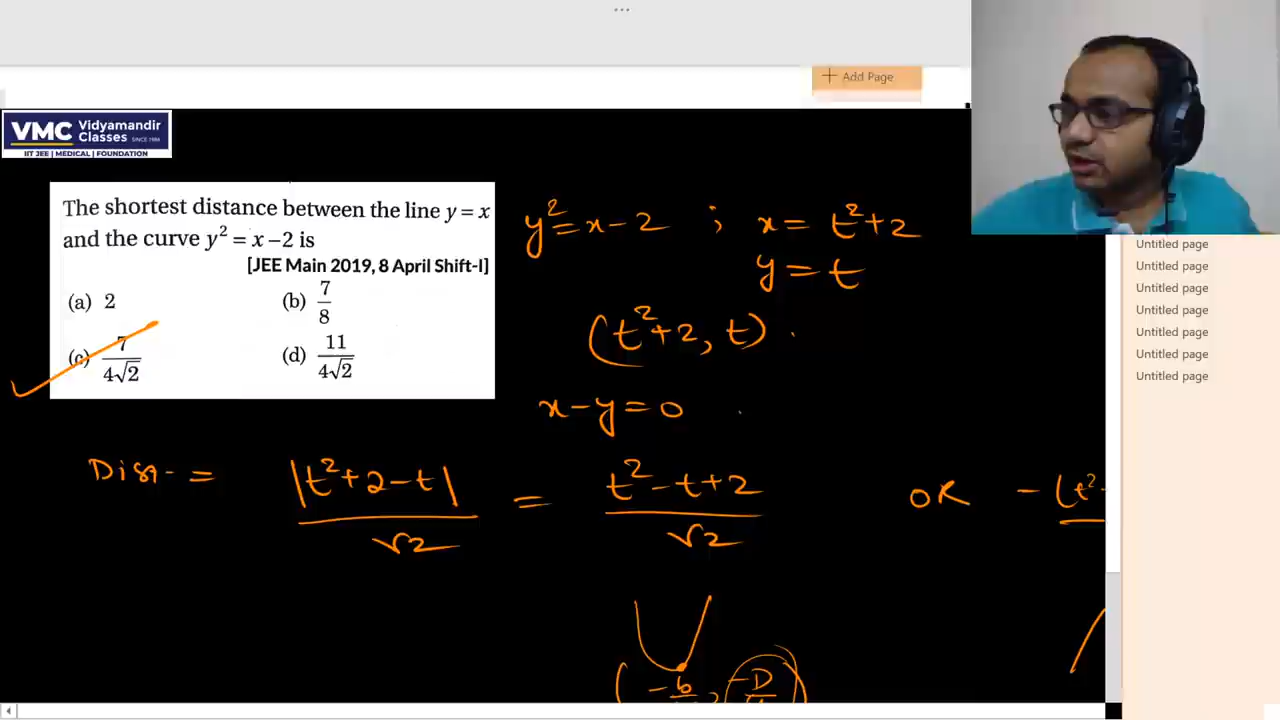 ...
+ Add Page
VMC Vidyamandir Classes SINCE 1986
IIT JEE | MEDICAL | FOUNDATION
The shortest distance between the line y = x
and the curve y² = x – 2 is
[JEE Main 2019, 8 April Shift-I]
(a) 2
(b) 7/8
(c) 7/4√2
(d) 11/4√2
y² = x – 2 ; x = t² + 2
y = t
(t² + 2, t)
x – y = 0
Dist = |t² + 2 – t| / √2 = t² – t + 2 / √2 OR – (t² –
(– b , – D
Untitled page
Untitled page
Untitled page
Untitled page
Untitled page
Untitled page
Untitled page